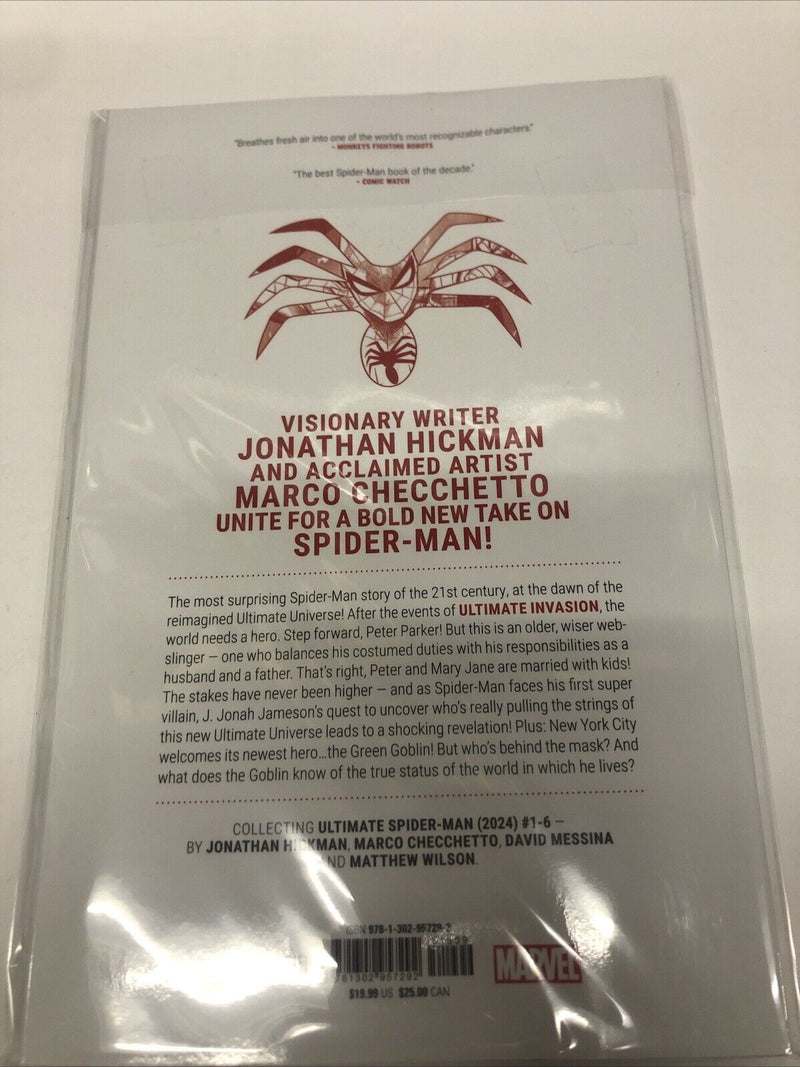 "Breathes fresh air into one of the world's most recognizable characters."
- MONKEYS FIGHTING ROBOTS
"The best Spider-Man book of the decade."
- COMIC WATCH
VISIONARY WRITER
JONATHAN HICKMAN
AND ACCLAIMED ARTIST
MARCO CHECCHETTO
UNITE FOR A BOLD NEW TAKE ON
SPIDER-MAN!
The most surprising Spider-Man story of the 21st century, at the dawn of the
reimagined Ultimate Universe! After the events of ULTIMATE INVASION, the
world needs a hero. Step forward, Peter Parker! But this is an older, wiser web-
slinger — one who balances his costumed duties with his responsibilities as a
husband and a father. That's right, Peter and Mary Jane are married with kids!
The stakes have never been higher — and as Spider-Man faces his first super
villain, J. Jonah Jameson's quest to uncover who's really pulling the strings of
this new Ultimate Universe leads to a shocking revelation! Plus: New York City
welcomes its newest hero...the Green Goblin! But who's behind the mask? And
what does the Goblin know of the true status of the world in which he lives?
COLLECTING ULTIMATE SPIDER-MAN (2024) #1-6 —
BY JONATHAN HICKMAN, MARCO CHECCHETTO, DAVID MESSINA
AND MATTHEW WILSON.
ISBN 978-1-302-95729-2
MARVEL
781302 957292
$19.99 US $25.00 CAN